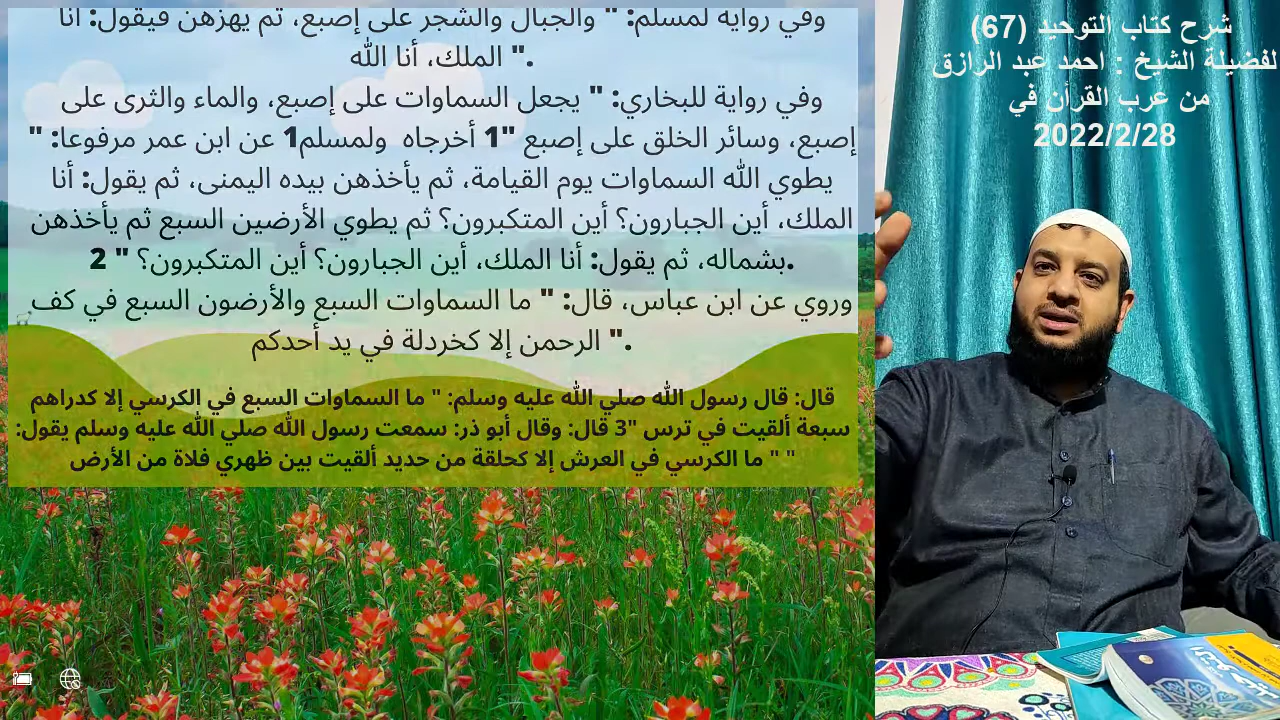 شرح كتاب التوحيد (67)
لفضيلة الشيخ : احمد عبد الرازق
من عرب القرآن في
2022/2/28
وفي رواية لمسلم: " والجبال والشجر على إصبع، ثم يهزهن فيقول: أنا
الملك، أنا الله ".
وفي رواية للبخاري: " يجعل السماوات على إصبع، والماء والثرى على
إصبع، وسائر الخلق على إصبع "1 أخرجاه ولمسلم1 عن ابن عمر مرفوعا: "
يطوي الله السماوات يوم القيامة، ثم يأخذهن بيده اليمنى، ثم يقول: أنا
الملك، أين الجبارون؟ أين المتكبرون؟ ثم يطوي الأرضين السبع ثم يأخذهن
بشماله، ثم يقول: أنا الملك، أين الجبارون؟ أين المتكبرون؟ " 2.
وروي عن ابن عباس، قال: " ما السماوات السبع والأرضون السبع في كف
الرحمن إلا كخردلة في يد أحدكم ".
قال: قال رسول الله صلي الله عليه وسلم: " ما السماوات السبع في الكرسي إلا كدراهم
سبعة ألقيت في ترس "3 قال: وقال أبو ذر: سمعت رسول الله صلي الله عليه وسلم يقول:
" ما الكرسي في العرش إلا كحلقة من حديد ألقيت بين ظهري فلاة من الأرض "